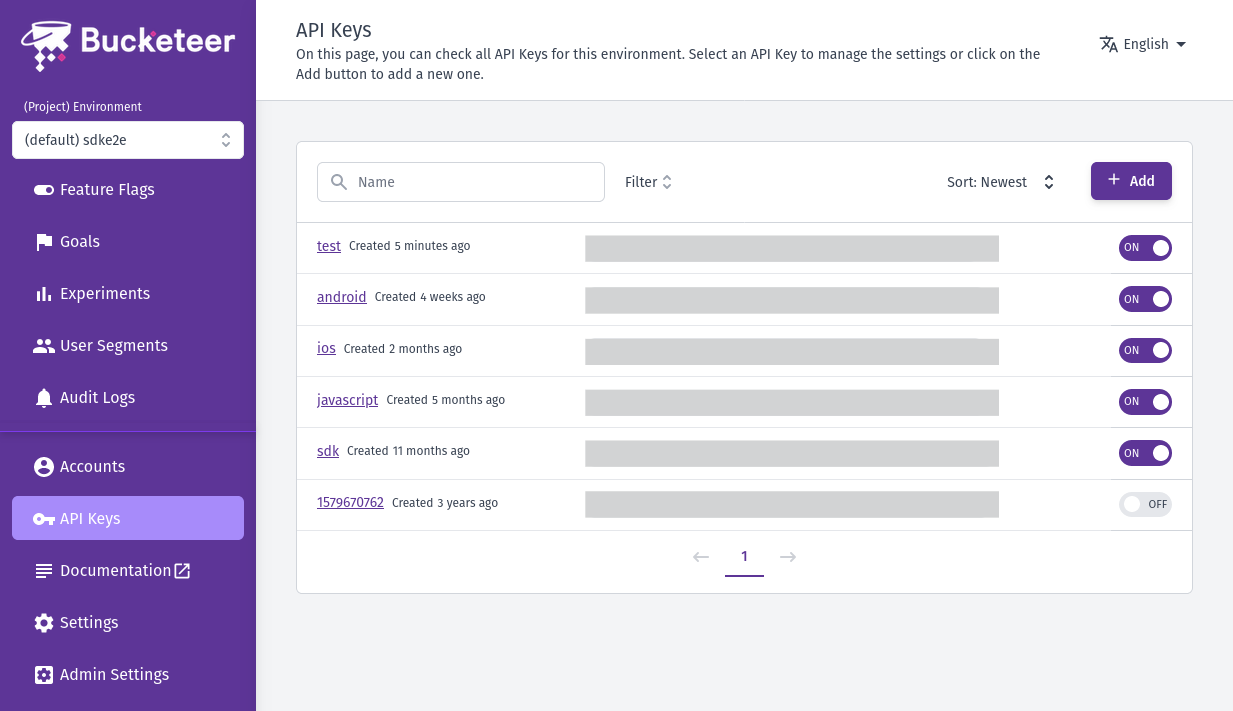 Bucketeer
(Project) Environment
(default) sdke2e
Feature Flags
Goals
Experiments
User Segments
Audit Logs
Accounts
API Keys
Documentation
Settings
Admin Settings
API Keys
On this page, you can check all API Keys for this environment. Select an API Key to manage the settings or click on the
Add button to add a new one.
English
Name
Filter
Sort: Newest
+ Add
test Created 5 minutes ago ON
android Created 4 weeks ago ON
ios Created 2 months ago ON
javascript Created 5 months ago ON
sdk Created 11 months ago ON
1579670762 Created 3 years ago OFF
← 1 →